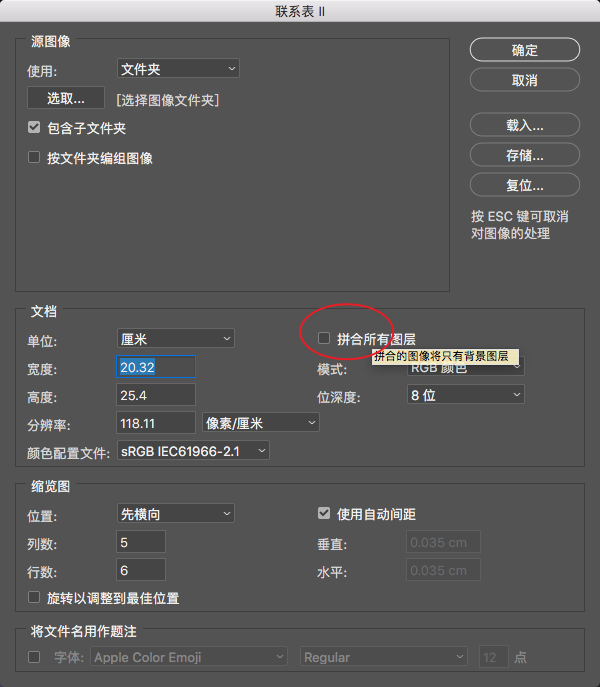 联系表 II
源图像
使用: 文件夹
选取... [选择图像文件夹]
包含子文件夹
按文件夹编组图像
确定
取消
载入...
存储...
复位...
按 ESC 键可取消
对图像的处理
文档
单位: 厘米
拼合所有图层
拼合的图像将只有背景图层
宽度: 20.32
模式: RGB 颜色
高度: 25.4
位深度: 8 位
分辨率: 118.11 像素/厘米
颜色配置文件: sRGB IEC61966-2.1
缩览图
位置: 先横向
使用自动间距
列数: 5
垂直: 0.035 cm
行数: 6
水平: 0.035 cm
旋转以调整到最佳位置
将文件名用作题注
字体: Apple Color Emoji Regular 12 点